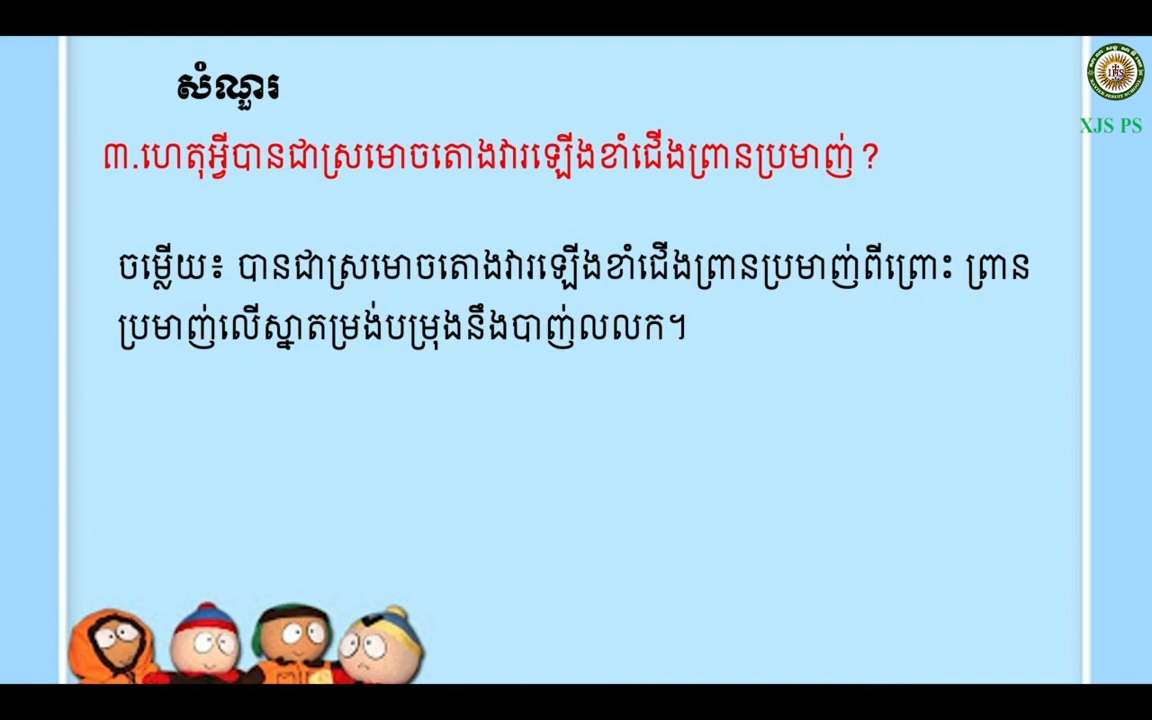 សំណួរ
XJS PS
៣.ហេតុអ្វីបានជាស្រមោចតោងវារឡើងខាំជើងព្រានប្រមាញ់?
ចម្លើយ៖ បានជាស្រមោចតោងវារឡើងខាំជើងព្រានប្រមាញ់ពីព្រោះ ព្រាន
ប្រមាញ់លើស្នាតម្រង់បម្រុងនឹងបាញ់លលក។